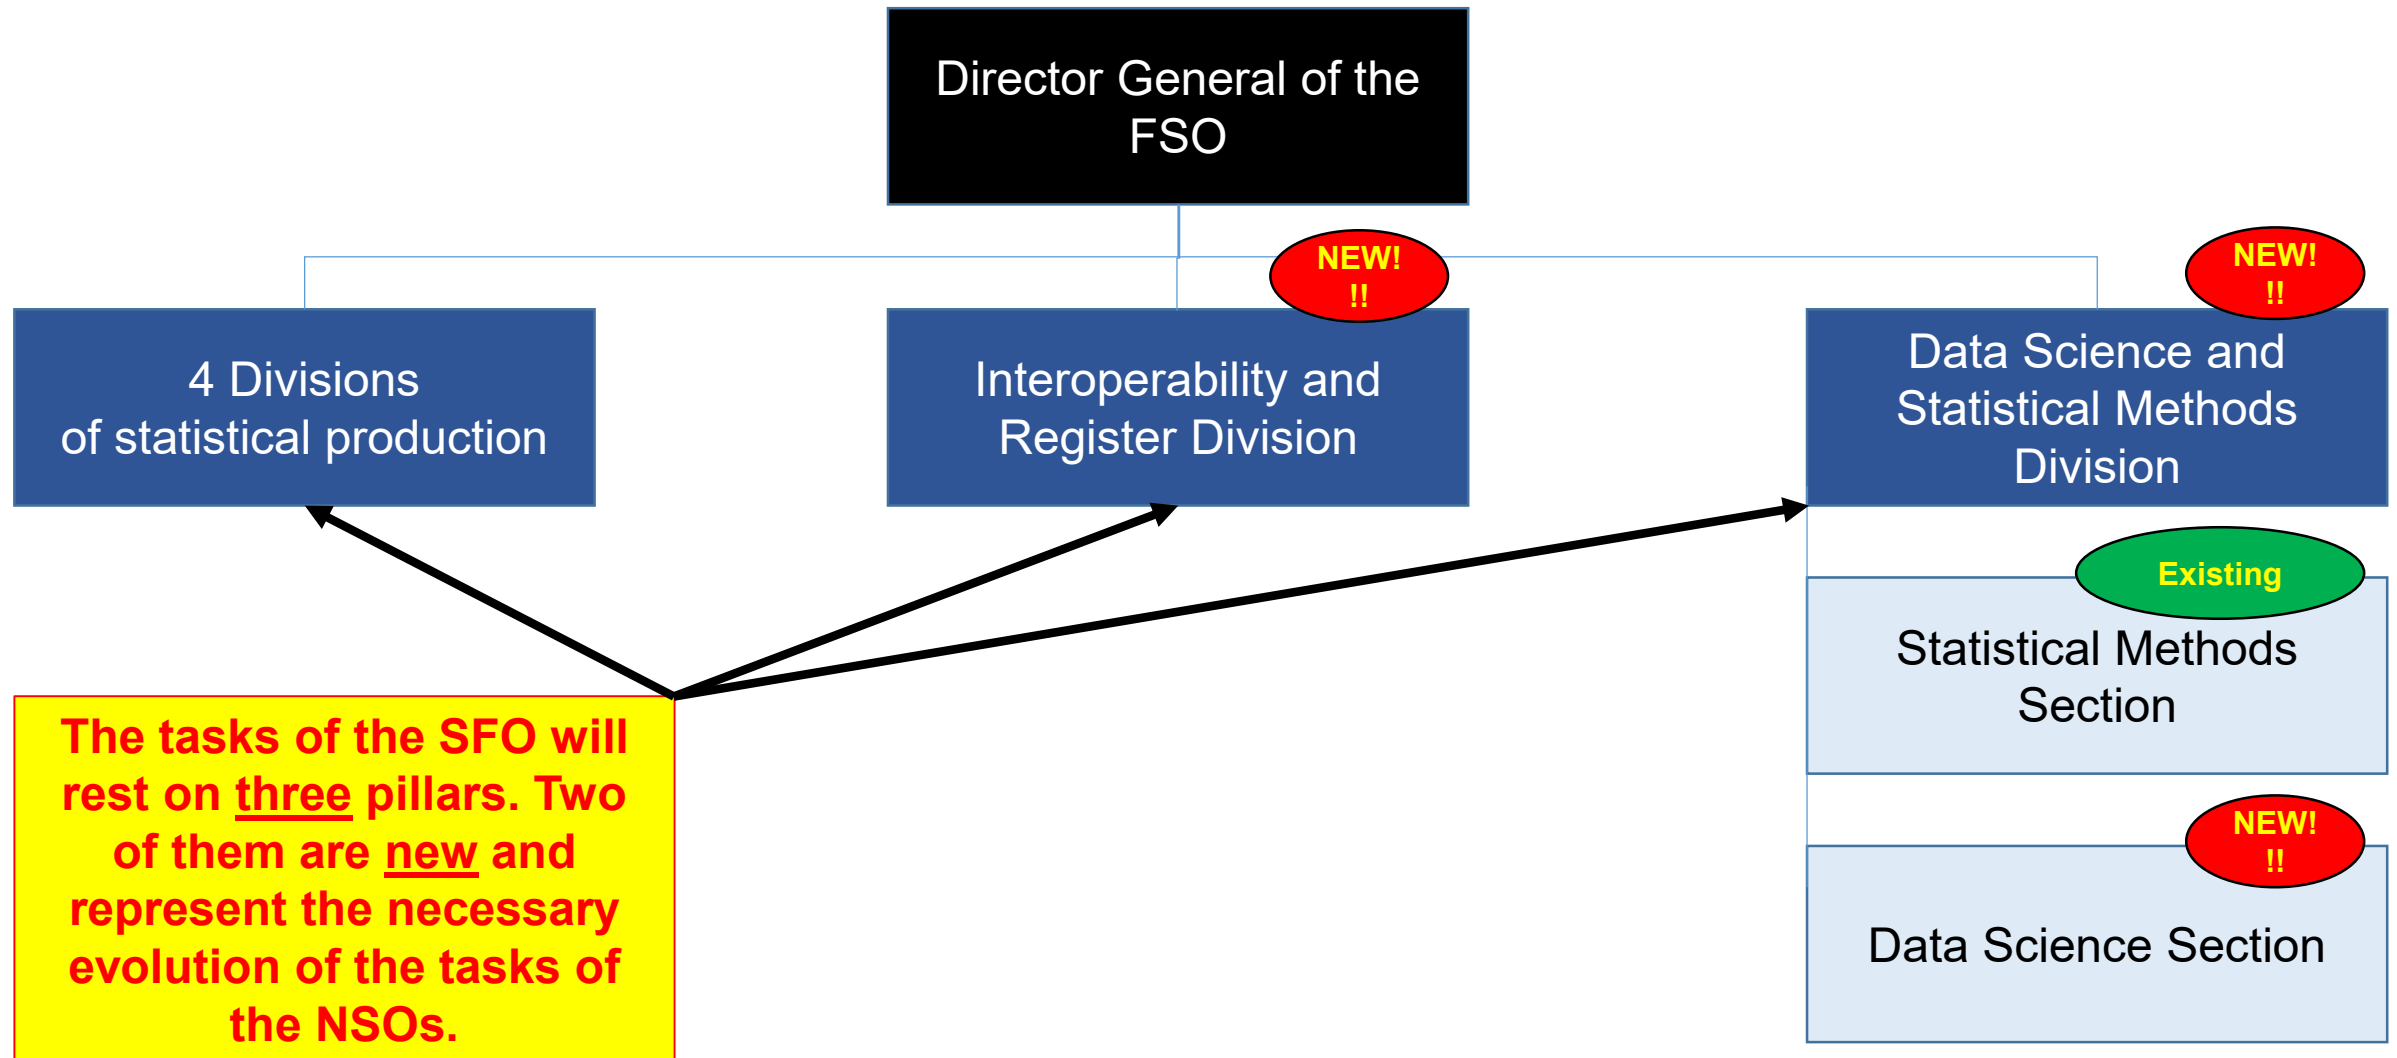 Director General of the
FSO
NEW!
!!
NEW!
!!
4 Divisions
of statistical production
Interoperability and
Register Division
Data Science and
Statistical Methods
Division
Existing
Statistical Methods
Section
NEW!
!!
Data Science Section
The tasks of the SFO will
rest on three pillars. Two
of them are new and
represent the necessary
evolution of the tasks of
the NSOs.